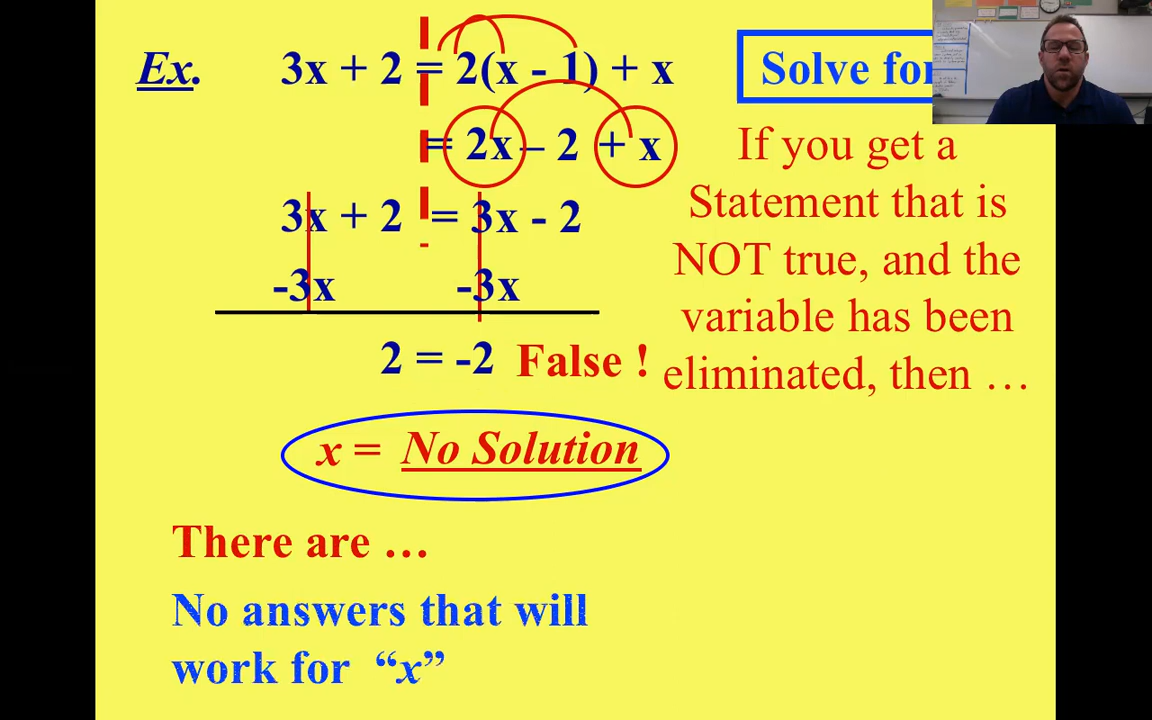 Ex. 3x + 2 = 2(x - 1) + x
Solve for
= 2x – 2 + x
3x + 2 = 3x - 2
-3x -3x
2 = -2 False !
If you get a
Statement that is
NOT true, and the
variable has been
eliminated, then …
x = No Solution
There are …
No answers that will
work for “x”